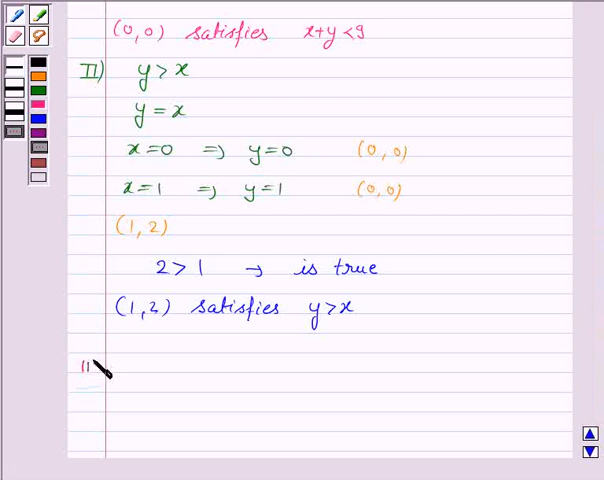 (0,0) satisfies x+y<9
II) y>x
y = x
x=0 => y=0 (0,0)
x=1 => y=1 (0,0)
(1,2)
2>1 → is true
(1,2) satisfies y>x
II